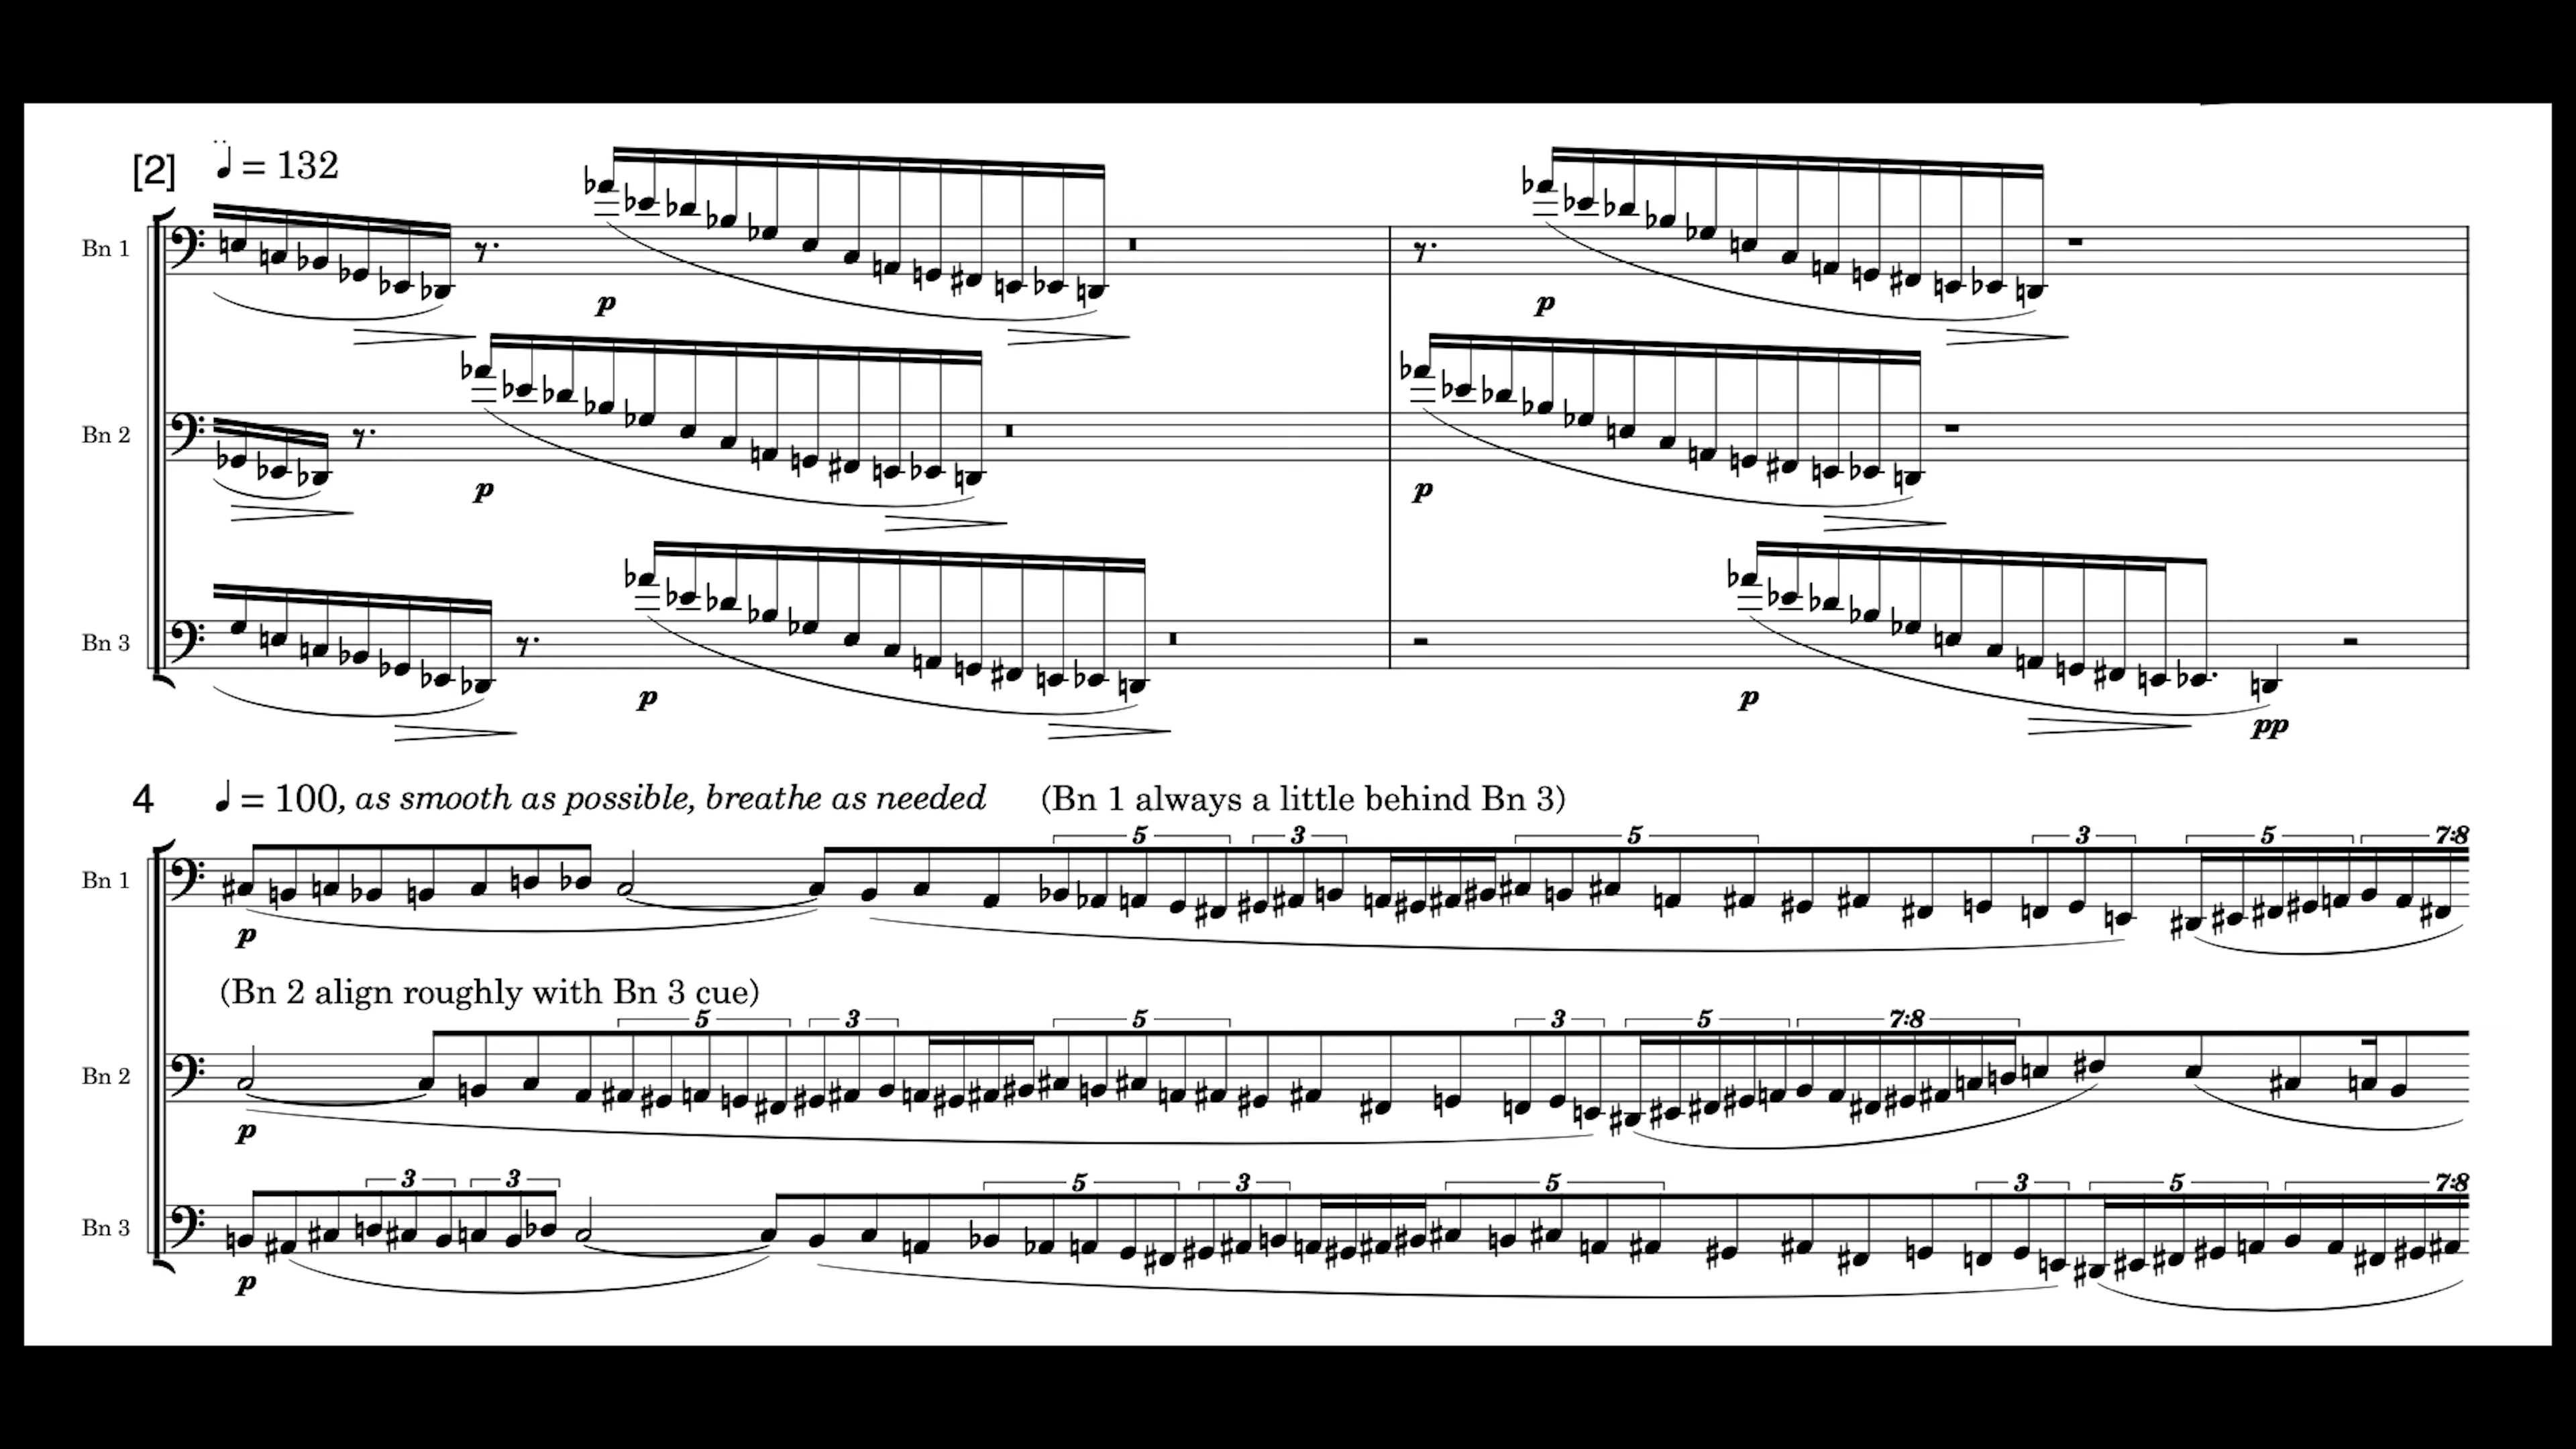 [2] ♩ = 132
Bn 1
p
p
Bn 2
p
p
Bn 3
p
p
pp
4 ♩ = 100, as smooth as possible, breathe as needed (Bn 1 always a little behind Bn 3)
5 3 5 3 5 7:8
Bn 1
p
(Bn 2 align roughly with Bn 3 cue)
5 3 5 3 5 7:8
Bn 2
p
3 3 5 3 5 3 5 7:8
Bn 3
p